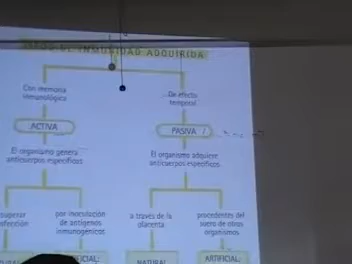 TIPOS DE INMUNIDAD ADQUIRIDA
Con memoria
inmunológica
De efecto
temporal
ACTIVA
PASIVA
El organismo genera
anticuerpos específicos
El organismo adquiere
anticuerpos específicos
superar
infección
por inoculación
de antígenos
inmunogénicos
a través de la
placenta
procedentes del
suero de otros
organismos
NATURAL
ARTIFICIAL: